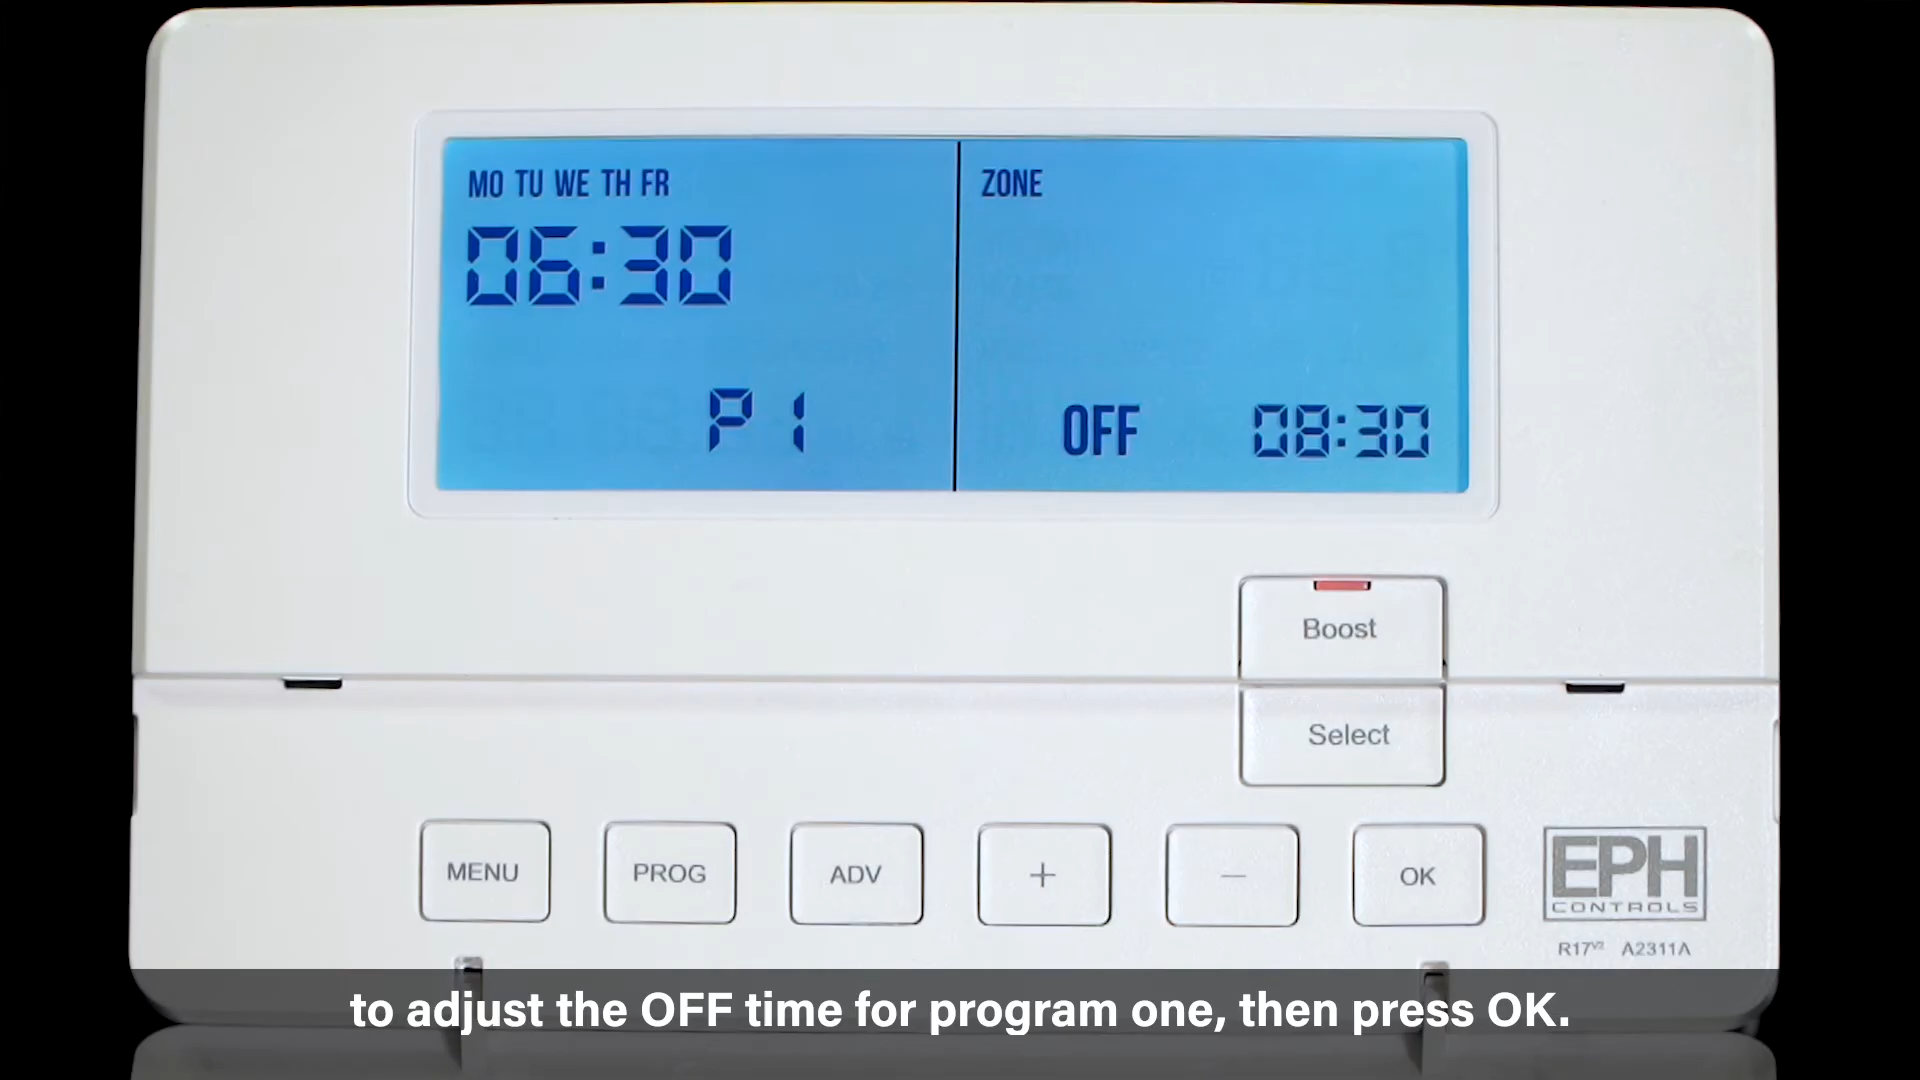 MO TU WE TH FR
06:30
P1
ZONE
OFF 08:30
Boost
Select
MENU PROG ADV + — OK
EPH
CONTROLS
R17V2 A2311A
to adjust the OFF time for program one, then press OK.